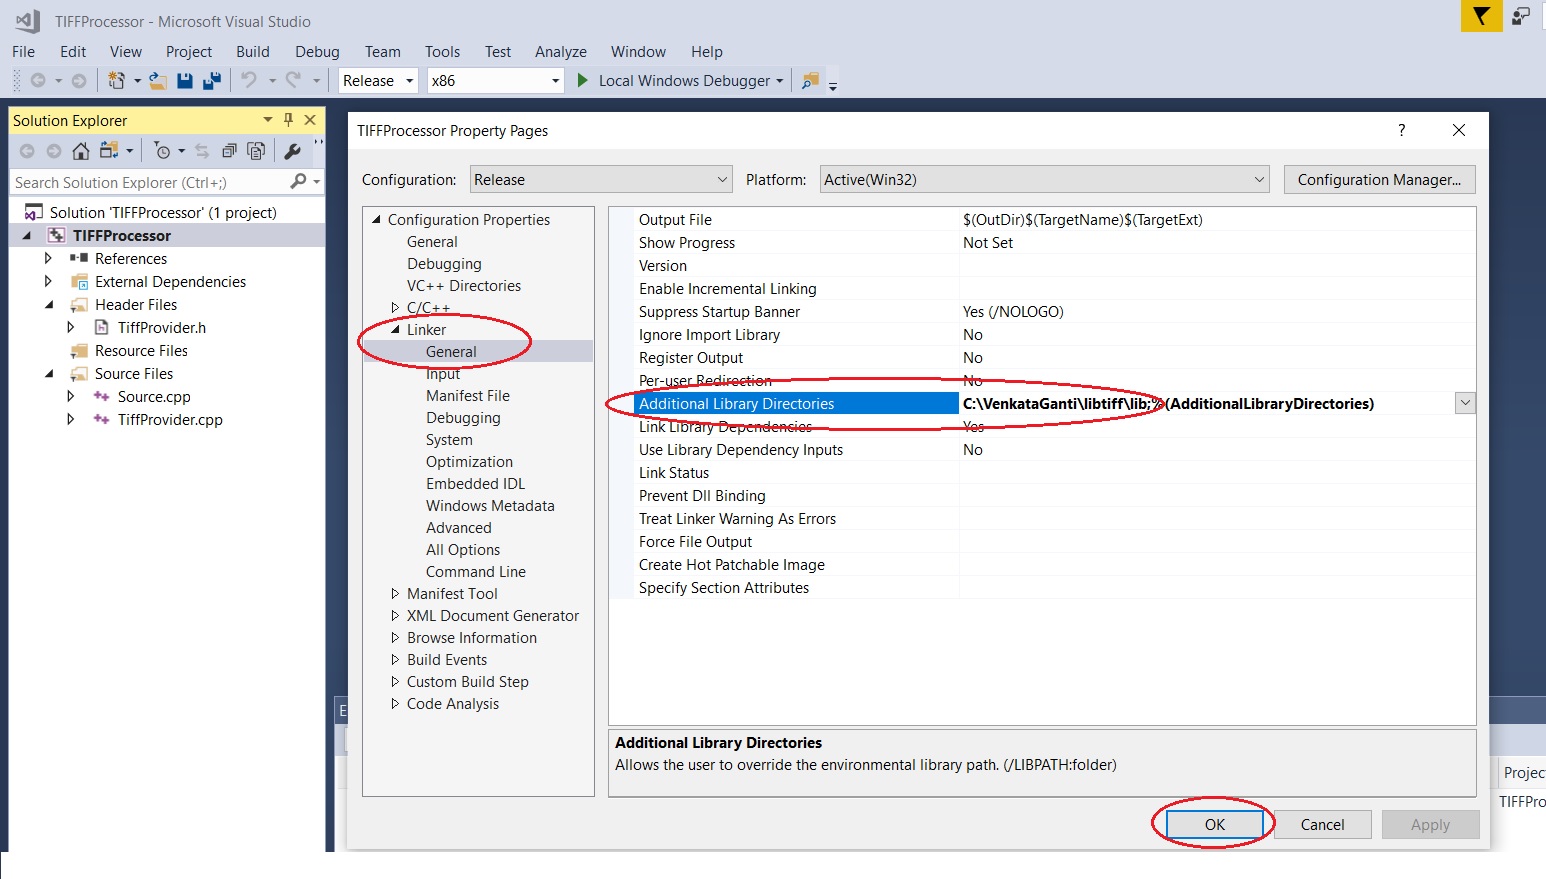 TIFFProcessor - Microsoft Visual Studio
File Edit View Project Build Debug Team Tools Test Analyze Window Help
Release x86 Local Windows Debugger
Solution Explorer
Search Solution Explorer (Ctrl+;)
Solution 'TIFFProcessor' (1 project)
TIFFProcessor
References
External Dependencies
Header Files
TiffProvider.h
Resource Files
Source Files
Source.cpp
TiffProvider.cpp
TIFFProcessor Property Pages
?
Configuration: Release Platform: Active(Win32) Configuration Manager...
Configuration Properties
General
Debugging
VC++ Directories
C/C++
Linker
General
Input
Manifest File
Debugging
System
Optimization
Embedded IDL
Windows Metadata
Advanced
All Options
Command Line
Manifest Tool
XML Document Generator
Browse Information
Build Events
Custom Build Step
Code Analysis
Output File $(OutDir)$(TargetName)$(TargetExt)
Show Progress Not Set
Version
Enable Incremental Linking
Suppress Startup Banner Yes (/NOLOGO)
Ignore Import Library No
Register Output No
Per-user Redirection No
Additional Library Directories C:\VenkataGanti\libtiff\lib;%(AdditionalLibraryDirectories)
Link Library Dependencies Yes
Use Library Dependency Inputs No
Link Status
Prevent Dll Binding
Treat Linker Warning As Errors
Force File Output
Create Hot Patchable Image
Specify Section Attributes
Additional Library Directories
Allows the user to override the environmental library path. (/LIBPATH:folder)
OK Cancel Apply
E
Projec
TIFFPro